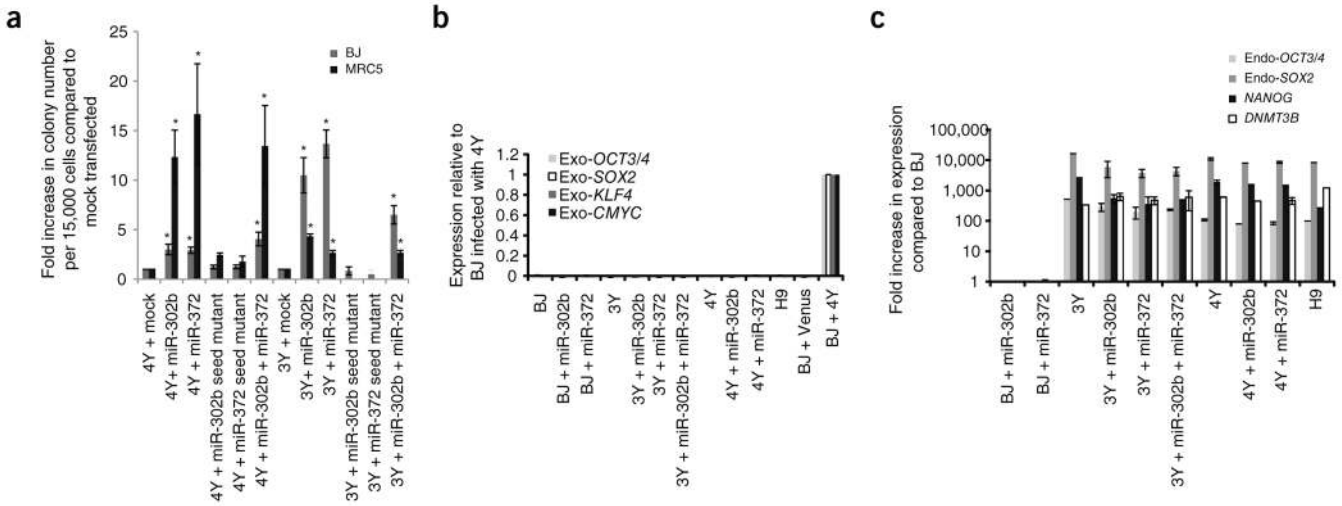 a
Fold increase in colony number
per 15,000 cells compared to
mock transfected
25
20
15
10
5
0
BJ
MRC5
* * * * * * * * * * * *
4Y + mock
4Y + miR-302b
4Y + miR-372
4Y + miR-302b seed mutant
4Y + miR-372 seed mutant
4Y + miR-302b + miR-372
3Y + mock
3Y + miR-302b
3Y + miR-372
3Y + miR-302b seed mutant
3Y + miR-372 seed mutant
3Y + miR-302b + miR-372
b
Expression relative to
BJ infected with 4Y
1.2
1
0.8
0.6
0.4
0.2
0
Exo-OCT3/4
Exo-SOX2
Exo-KLF4
Exo-CMYC
BJ
BJ + miR-302b
BJ + miR-372
3Y
3Y + miR-302b
3Y + miR-372
3Y + miR-302b + miR-372
4Y
4Y + miR-302b
4Y + miR-372
H9
BJ + Venus
BJ + 4Y
c
Fold increase in expression
compared to BJ
Endo-OCT3/4
Endo-SOX2
NANOG
DNMT3B
100,000
10,000
1,000
100
10
1
BJ + miR-302b
BJ + miR-372
3Y
3Y + miR-302b
3Y + miR-372
3Y + miR-302b + miR-372
4Y
4Y + miR-302b
4Y + miR-372
H9